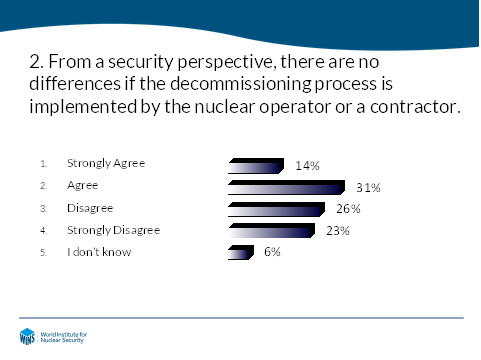 2. From a security perspective, there are no
differences if the decommissioning process is
implemented by the nuclear operator or a contractor.
1. Strongly Agree 14%
2. Agree 31%
3. Disagree 26%
4. Strongly Disagree 23%
5. I don't know 6%
WINS World Institute for
Nuclear Security